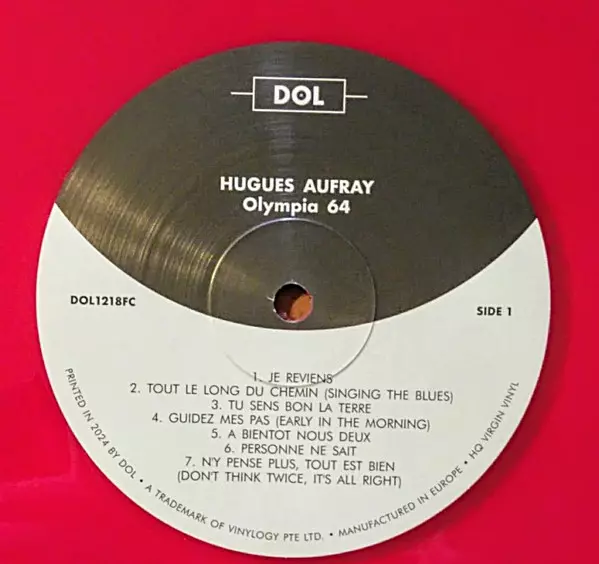 DOL
HUGUES AUFRAY
Olympia 64
DOL1218FC
SIDE 1
1. JE REVIENS
2. TOUT LE LONG DU CHEMIN (SINGING THE BLUES)
3. TU SENS BON LA TERRE
4. GUIDEZ MES PAS (EARLY IN THE MORNING)
5. A BIENTOT NOUS DEUX
6. PERSONNE NE SAIT
7. N'Y PENSE PLUS, TOUT EST BIEN
(DON'T THINK TWICE, IT'S ALL RIGHT)
PRINTED IN 2024 BY DOL • A TRADEMARK OF VINYLOGY PTE LTD. • MANUFACTURED IN EUROPE • HQ VIRGIN VINYL